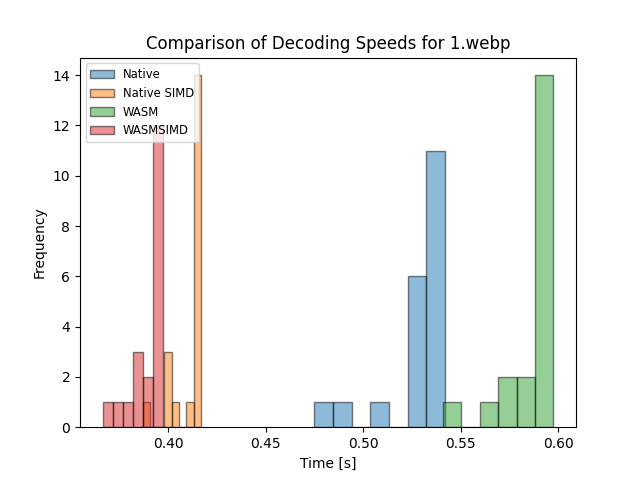 Comparison of Decoding Speeds for 1.webp
Native
Native SIMD
WASM
WASMSIMD
14
12
10
8
6
4
2
0
Frequency
0.40
0.45
0.50
0.55
0.60
Time [s]